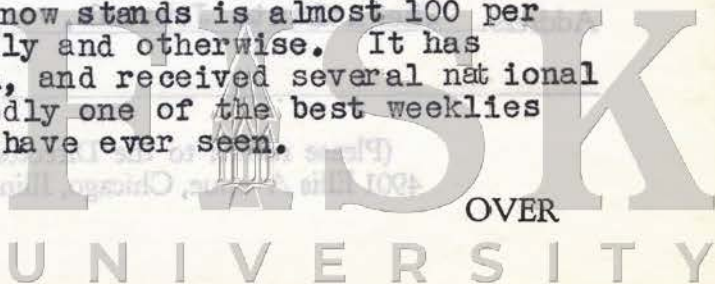 now stands is almost 100 per
ly and otherwise. It has
, and received several national
dly one of the best weeklies
have ever seen.
OVER
FISK
UNIVERSITY